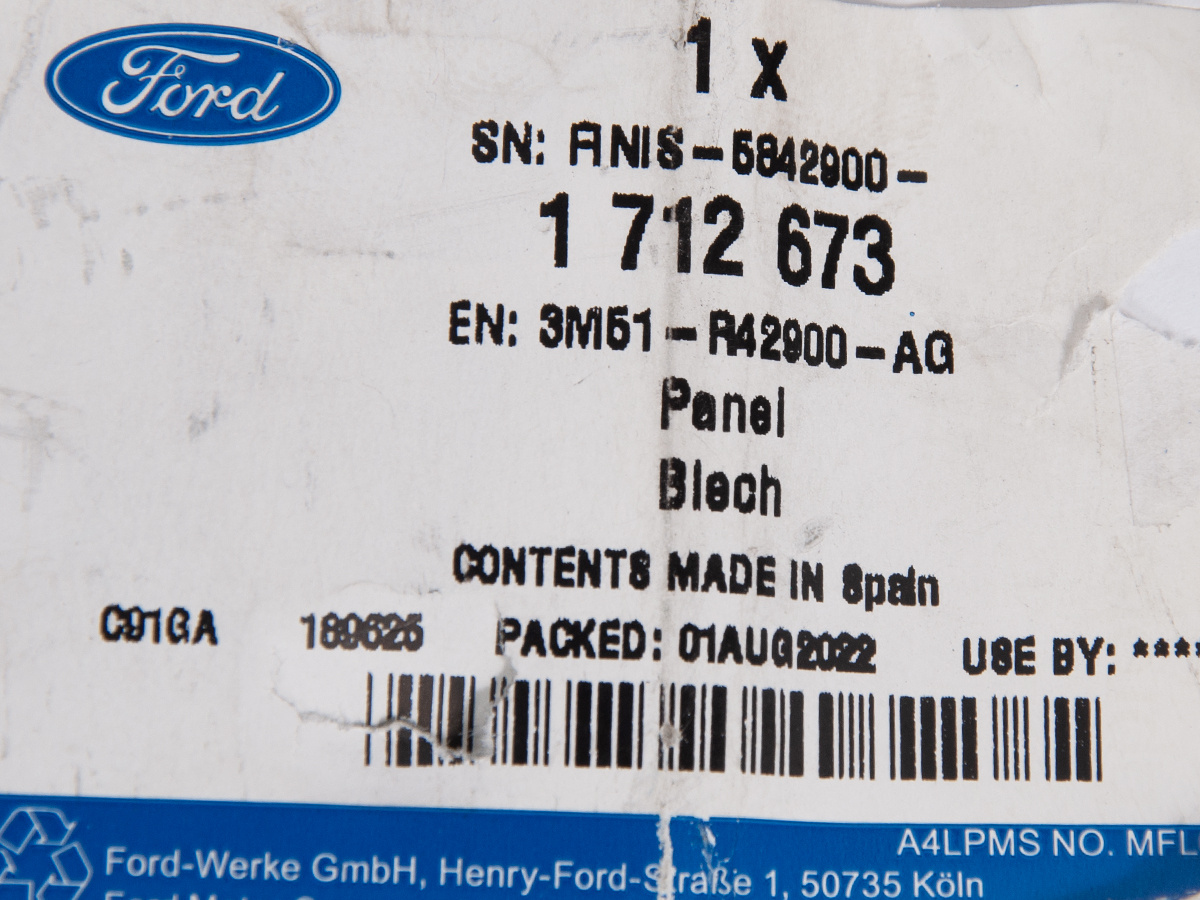 Ford
1 x
SN: FINIS-5842900-
1 712 673
EN: 3M51-R42900-AG
Panel
Blech
CONTENTS MADE IN Spain
C91GA 189625 PACKED: 01AUG2022 USE BY: ****
A4LPMS NO. MFL
Ford-Werke GmbH, Henry-Ford-Straße 1, 50735 Köln